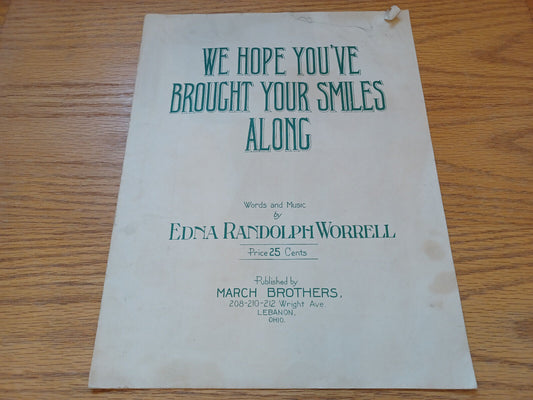 WE HOPE YOU'VE
BROUGHT YOUR SMILES
ALONG
Words and Music
by
EDNA RANDOLPH WORRELL
Price 25 Cents
Published by
MARCH BROTHERS,
208-210-212 Wright Ave.
LEBANON,
OHIO.